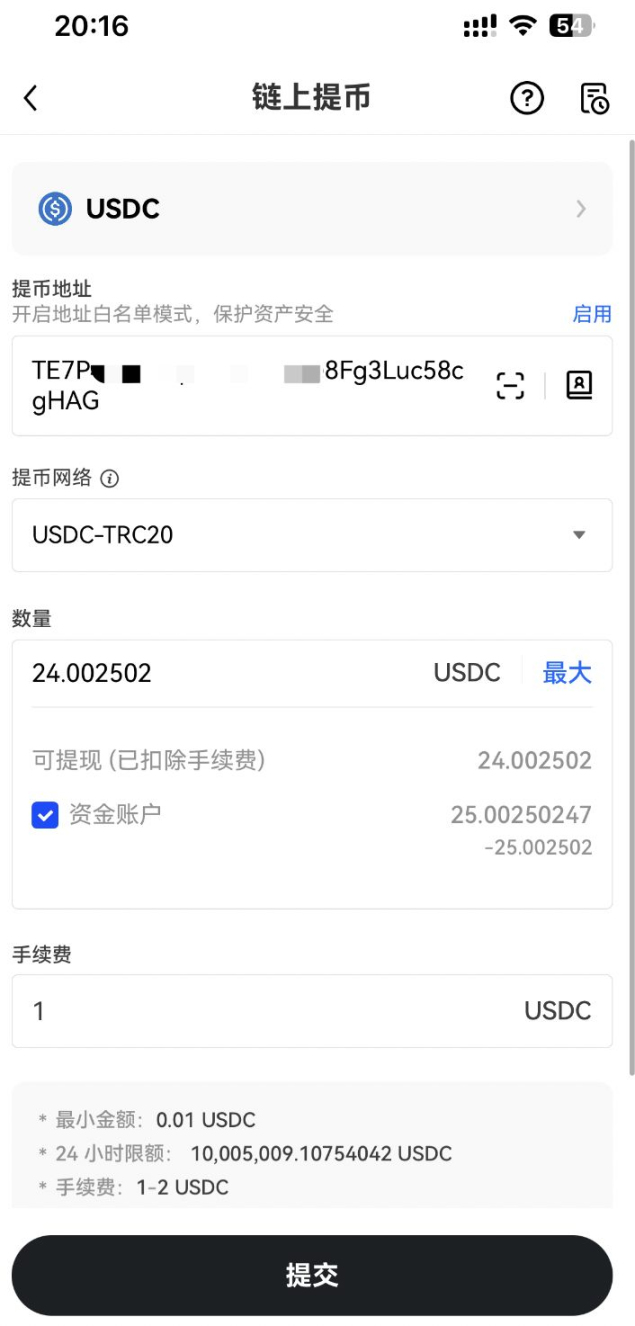 20:16
54
链上提币
USDC
提币地址
开启地址白名单模式，保护资产安全 启用
TE7P 8Fg3Luc58c
gHAG
提币网络
USDC-TRC20
数量
24.002502 USDC 最大
可提现 (已扣除手续费) 24.002502
资金账户 25.00250247
-25.002502
手续费
1 USDC
* 最小金额： 0.01 USDC
* 24 小时限额： 10,005,009.10754042 USDC
* 手续费： 1-2 USDC
提交